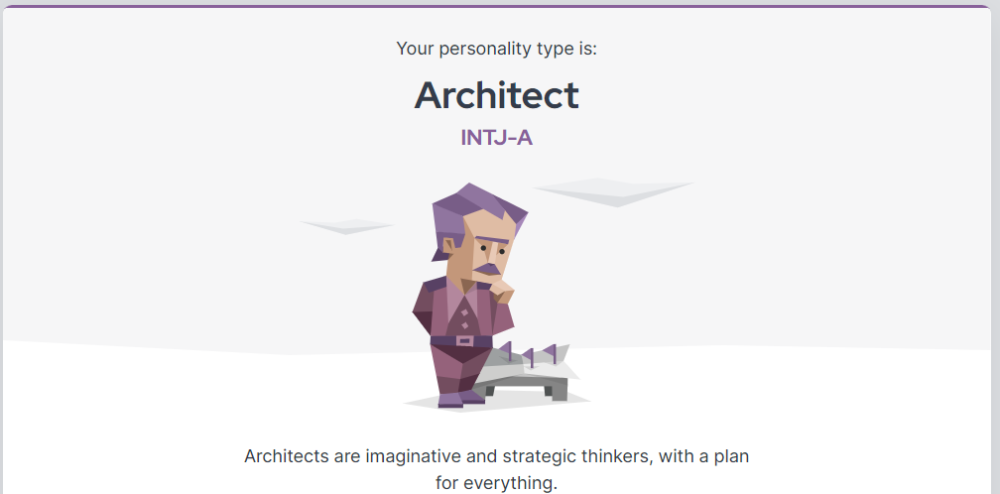 Your personality type is:
Architect
INTJ-A
Architects are imaginative and strategic thinkers, with a plan
for everything.